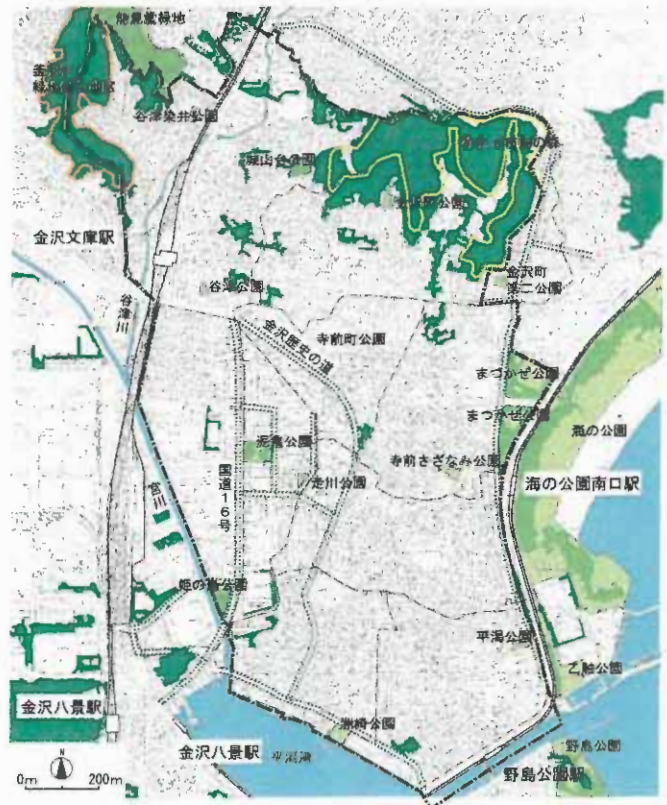 能見堂緑地
谷津染井公園
金沢文庫駅
谷津川
谷津公園
金沢町
第二公園
寺前町公園
金沢歴史の道
まつかぜ公園
まつかぜ公園
海の公園
泥亀公園
寺前さざなみ公園
走川公園
海の公園南口駅
国道16号
宮川
平潟公園
乙舳公園
金沢八景駅
金沢八景駅
平潟湾
洲崎公園
野島公園
野島公園駅
N
0m 200m